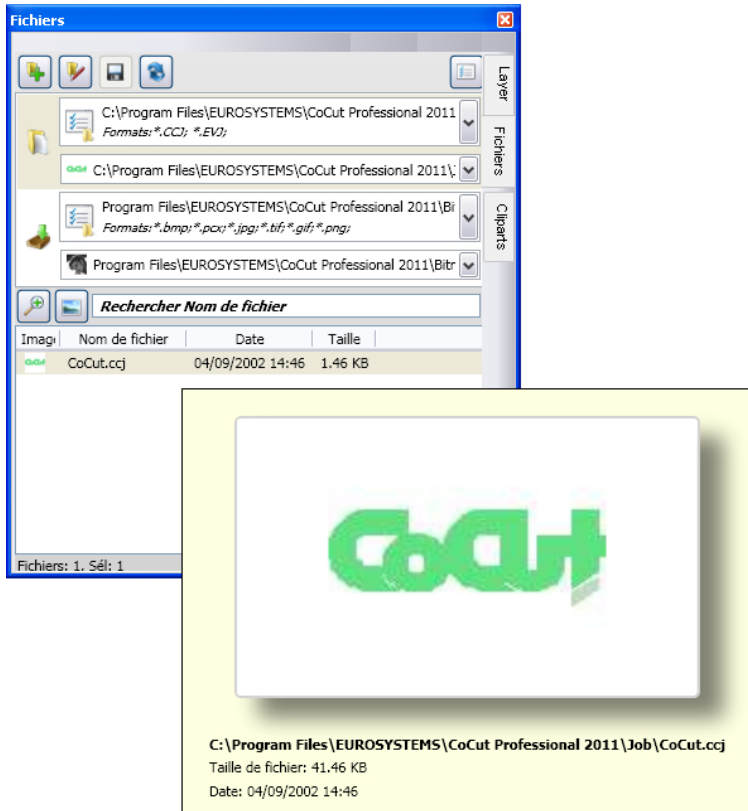 Fichiers
Layer
Fichiers
Cliparts
C:\Program Files\EUROSYSTEMS\CoCut Professional 2011
Formats:*.CCJ; *.EVJ;
CoCut C:\Program Files\EUROSYSTEMS\CoCut Professional 2011\
Program Files\EUROSYSTEMS\CoCut Professional 2011\Bi
Formats:*.bmp;*.pcx;*.jpg;*.tif;*.gif;*.png;
Program Files\EUROSYSTEMS\CoCut Professional 2011\Bitr
Rechercher Nom de fichier
Imag Nom de fichier Date Taille
CoCut CoCut.ccj 04/09/2002 14:46 1.46 KB
Fichiers: 1, Sél: 1
CoCut
C:\Program Files\EUROSYSTEMS\CoCut Professional 2011\Job\CoCut.ccj
Taille de fichier: 41.46 KB
Date: 04/09/2002 14:46